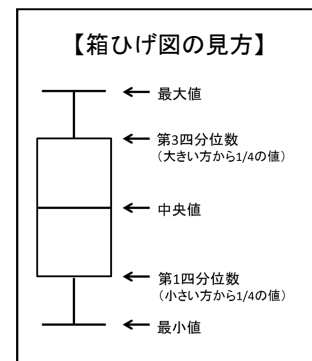 【箱ひげ図の見方】
最大値
第3四分位数
(大きい方から1/4の値)
中央値
第1四分位数
(小さい方から1/4の値)
最小値